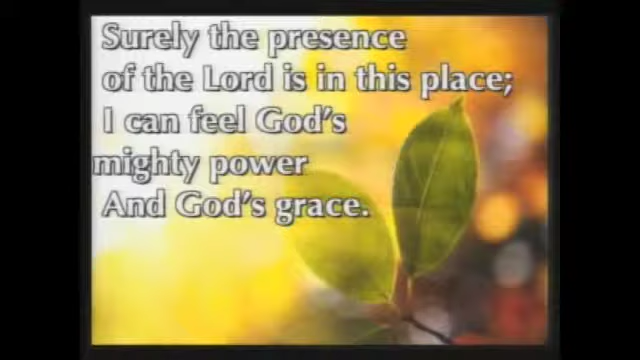 Surely the presence
of the Lord is in this place;
I can feel God's
mighty power
And God's grace.